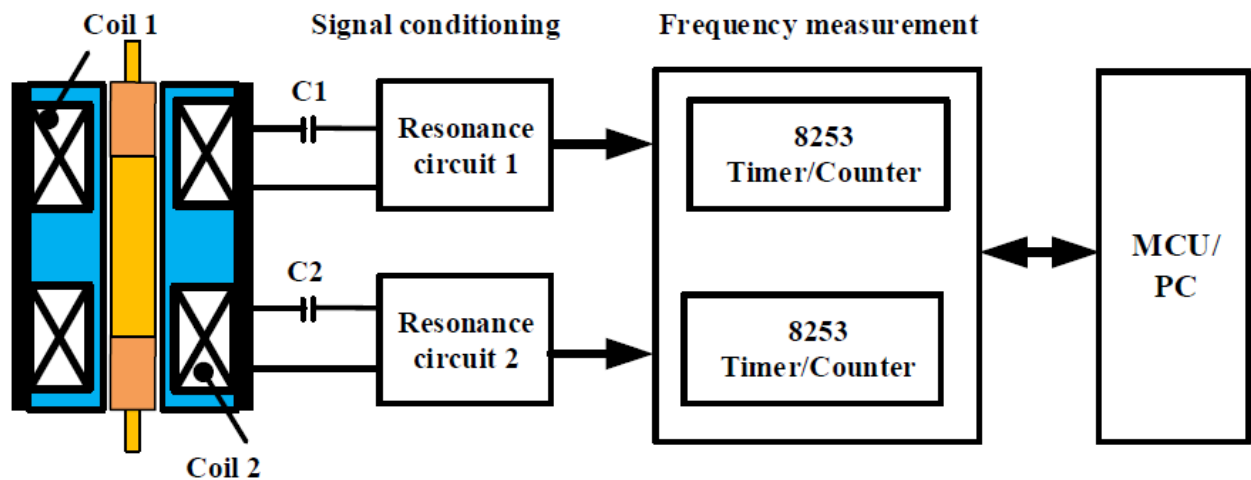 Coil 1
Signal conditioning
Frequency measurement
C1
Resonance
circuit 1
8253
Timer/Counter
MCU/
PC
C2
Resonance
circuit 2
8253
Timer/Counter
Coil 2